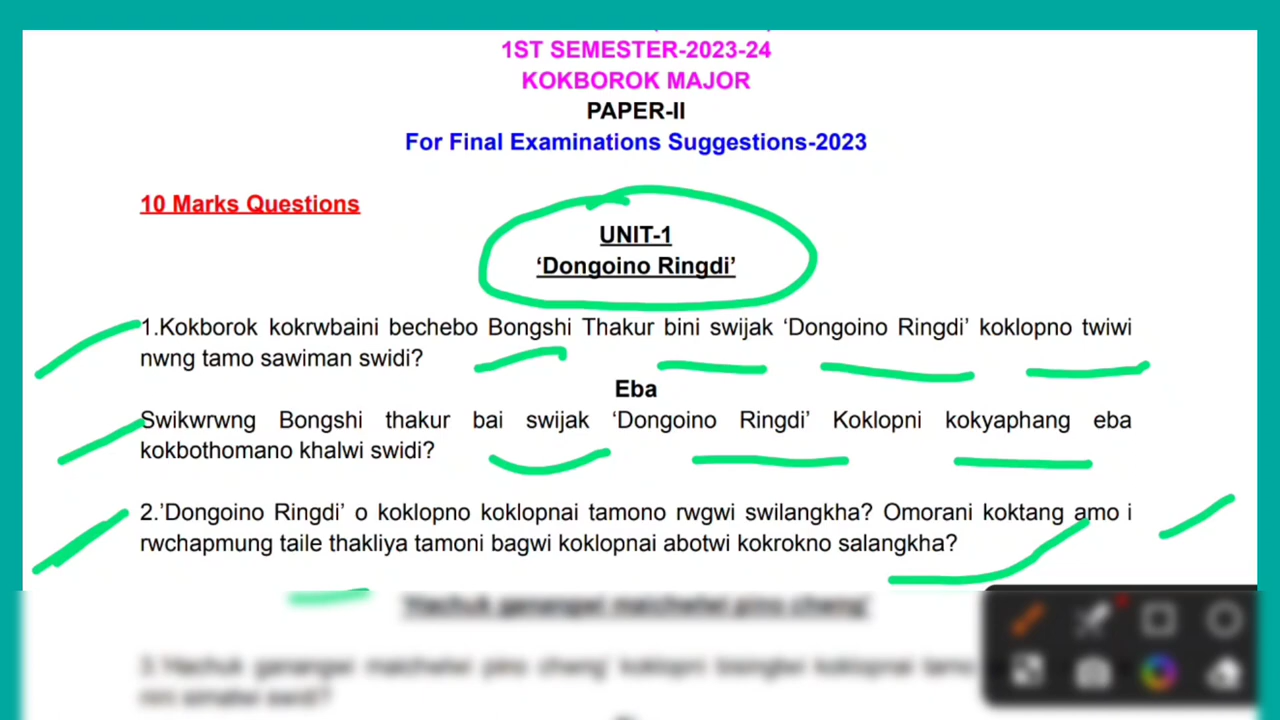 1ST SEMESTER-2023-24
KOKBOROK MAJOR
PAPER-II
For Final Examinations Suggestions-2023
10 Marks Questions
UNIT-1
‘Dongoino Ringdi’
1.Kokborok kokrwbaini bechebo Bongshi Thakur bini swijak ‘Dongoino Ringdi’ koklopno twiwi
nwng tamo sawiman swidi?
Eba
Swikwrwng Bongshi thakur bai swijak ‘Dongoino Ringdi’ Koklopni kokyaphang eba
kokbothomano khalwi swidi?
2.’Dongoino Ringdi’ o koklopno koklopnai tamono rwgwi swilangkha? Omorani koktang amo i
rwchapmung taile thakliya tamoni bagwi koklopnai abotwi kokrokno salangkha?